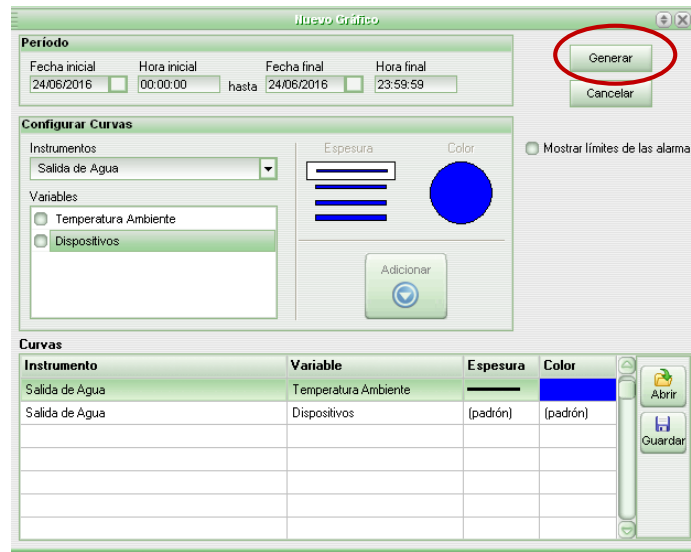 Nuevo Gráfico
Período
Fecha inicial Hora inicial Fecha final Hora final
24/06/2016 00:00:00 hasta 24/06/2016 23:59:59
Generar
Cancelar
Configurar Curvas
Instrumentos
Salida de Agua
Variables
Temperatura Ambiente
Dispositivos
Espesura Color
Adicionar
Mostrar límites de las alarma
Curvas
Instrumento Variable Espesura Color
Salida de Agua Temperatura Ambiente
Salida de Agua Dispositivos (padrón) (padrón)
Abrir
Guardar